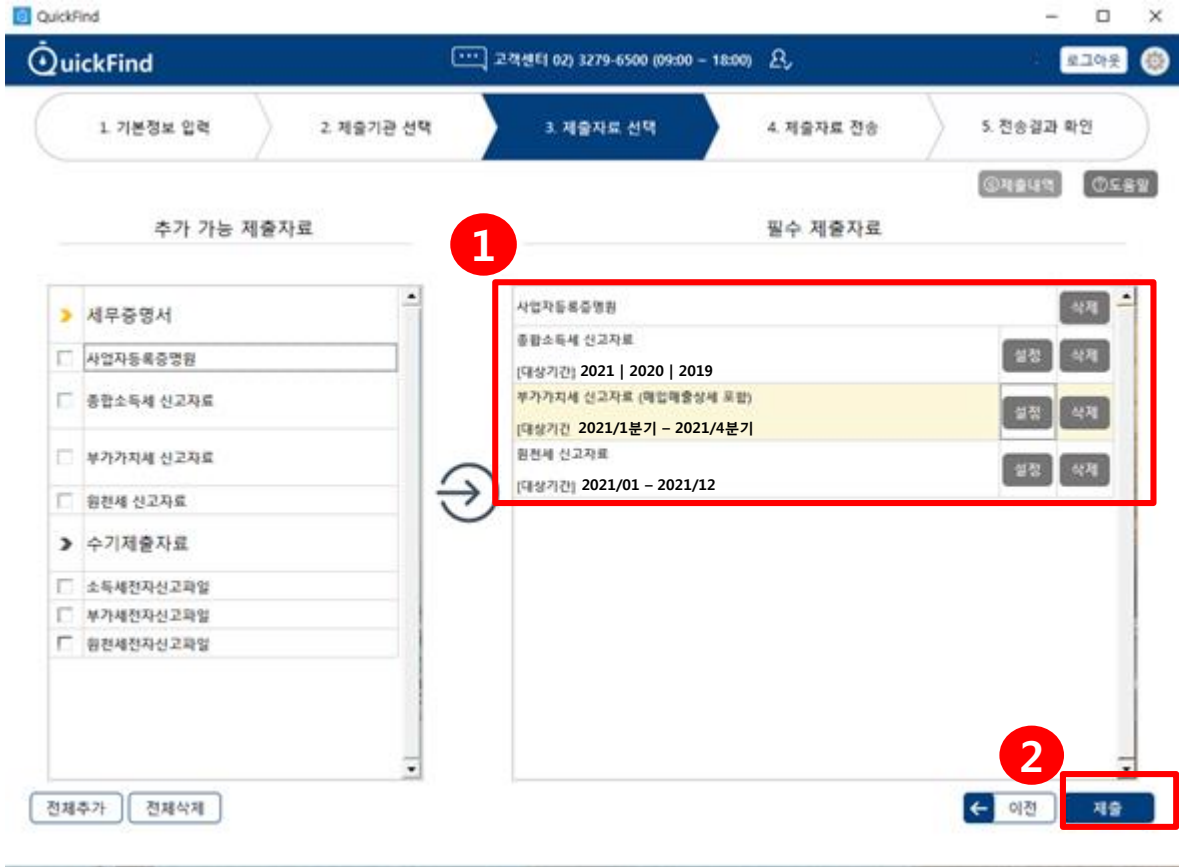 QuickFind
QuickFind
고객센터 02) 3279-6500 (09:00 ~ 18:00)
로그아웃
1. 기본정보 입력
2. 제출기관 선택
3. 제출자료 선택
4. 제출자료 전송
5. 전송결과 확인
제출내역
?도움말
추가 가능 제출자료
세무증명서
사업자등록증명원
종합소득세 신고자료
부가가치세 신고자료
원천세 신고자료
수기제출자료
소득세전자신고파일
부가세전자신고파일
원천세전자신고파일
전체추가
전체삭제
1
필수 제출자료
사업자등록증명원
삭제
종합소득세 신고자료
[대상기간] 2021 | 2020 | 2019
설정
삭제
부가가치세 신고자료 (매입매출상세 포함)
[대상기간 2021/1분기 – 2021/4분기
설정
삭제
원천세 신고자료
[대상기간] 2021/01 – 2021/12
설정
삭제
2
이전
제출